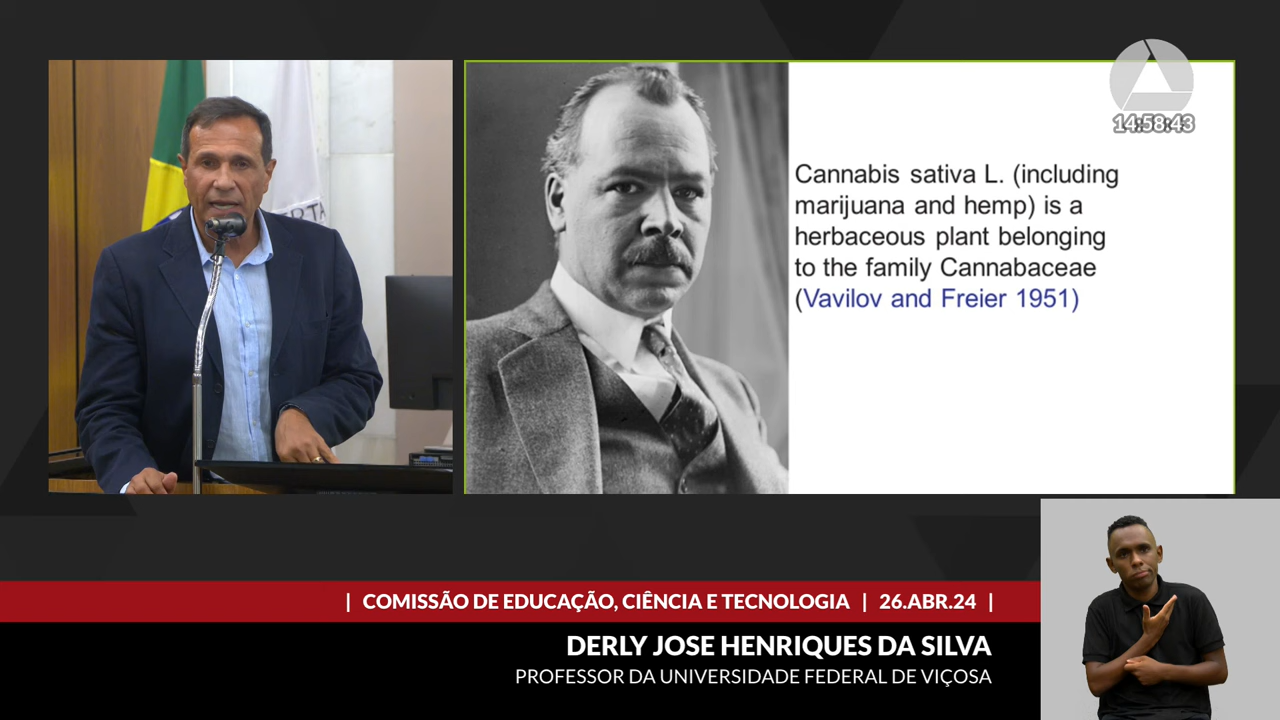 14:58:43
Cannabis sativa L. (including
marijuana and hemp) is a
herbaceous plant belonging
to the family Cannabaceae
(Vavilov and Freier 1951)
| COMISSÃO DE EDUCAÇÃO, CIÊNCIA E TECNOLOGIA | 26.ABR.24 |
DERLY JOSE HENRIQUES DA SILVA
PROFESSOR DA UNIVERSIDADE FEDERAL DE VIÇOSA